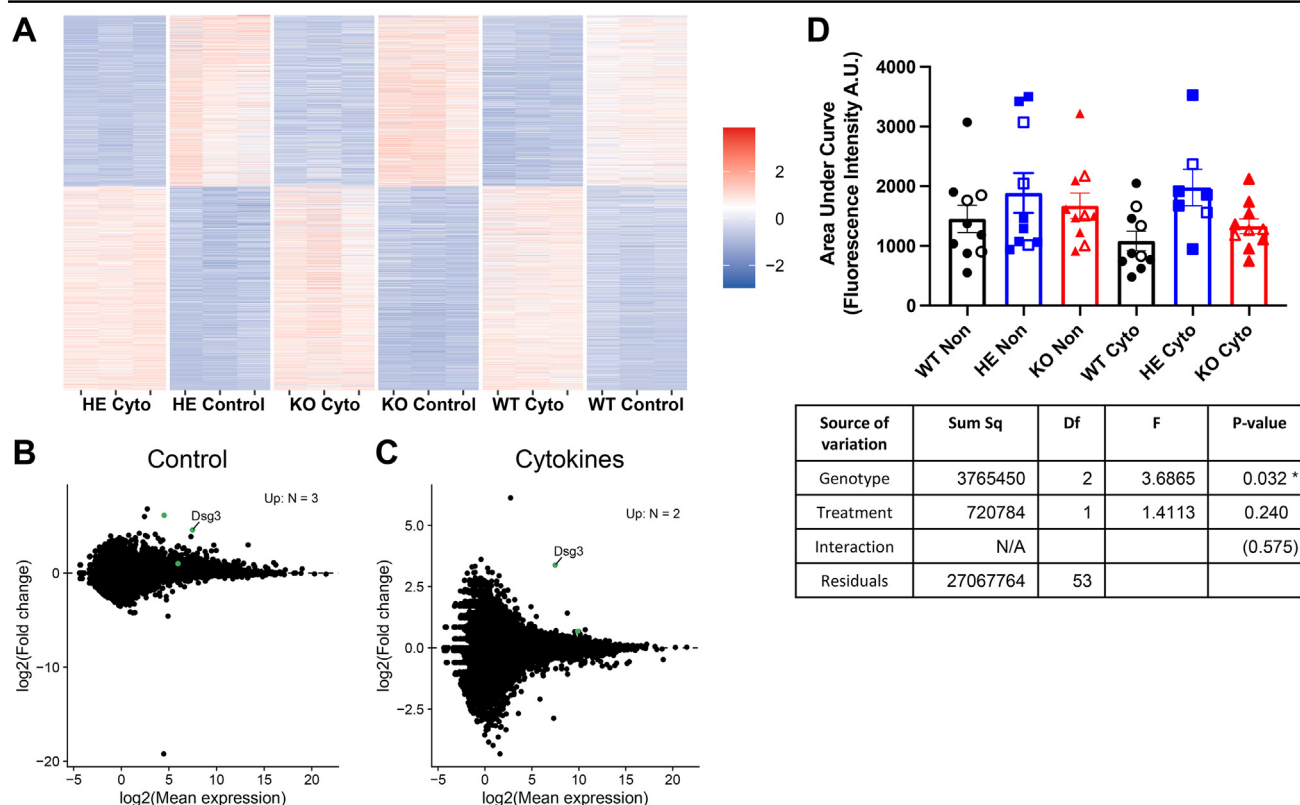 A
HE Cyto HE Control KO Cyto KO Control WT Cyto WT Control
2
0
−2
B
Control
Up: N = 3
Dsg3
log2(Fold change)
0
−10
−20
−5 0 5 10 15 20
log2(Mean expression)
C
Cytokines
Up: N = 2
Dsg3
log2(Fold change)
5.0
2.5
0.0
−2.5
−5 0 5 10 15 20
log2(Mean expression)
D
Area Under Curve
(Fluorescence Intensity A.U.)
4000
3000
2000
1000
0
WT Non HE Non KO Non WT Cyto HE Cyto KO Cyto
Source of variation Sum Sq Df F P-value
Genotype 3765450 2 3.6865 0.032 *
Treatment 720784 1 1.4113 0.240
Interaction N/A (0.575)
Residuals 27067764 53